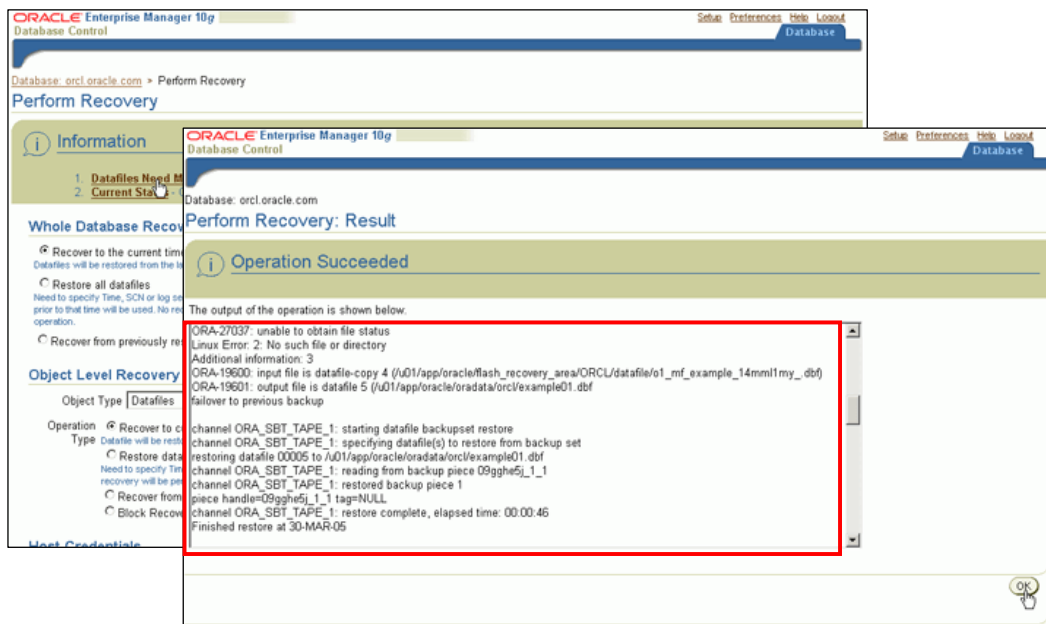 ORACLE Enterprise Manager 10g
Database Control
Setup Preferences Help Logout
Database
Database: orcl.oracle.com > Perform Recovery
Perform Recovery
Information
1. Datafiles Need M
2. Current Status -
Whole Database Recov
Recover to the current time
Datafiles will be restored from the la
Restore all datafiles
Need to specify Time, SCN or log se
prior to that time will be used. No rec
operation.
Recover from previously re
Object Level Recovery
Object Type Datafiles
Operation Type
Recover to c
Datafile will be rest
Restore data
Need to specify Tim
recovery will be pe
Recover from
Block Recove
Host Credentials
ORACLE Enterprise Manager 10g
Database Control
Setup Preferences Help Logout
Database
Database: orcl.oracle.com
Perform Recovery: Result
Operation Succeeded
The output of the operation is shown below.
ORA-27037: unable to obtain file status
Linux Error: 2: No such file or directory
Additional information: 3
ORA-19600: input file is datafile-copy 4 (/u01/app/oracle/flash_recovery_area/ORCL/datafile/o1_mf_example_14mml1my_.dbf)
ORA-19601: output file is datafile 5 (/u01/app/oracle/oradata/orcl/example01.dbf
failover to previous backup
channel ORA_SBT_TAPE_1: starting datafile backupset restore
channel ORA_SBT_TAPE_1: specifying datafile(s) to restore from backup set
restoring datafile 00005 to /u01/app/oracle/oradata/orcl/example01.dbf
channel ORA_SBT_TAPE_1: reading from backup piece 09gghe5j_1_1
channel ORA_SBT_TAPE_1: restored backup piece 1
piece handle=09gghe5j_1_1 tag=NULL
channel ORA_SBT_TAPE_1: restore complete, elapsed time: 00:00:46
Finished restore at 30-MAR-05
OK